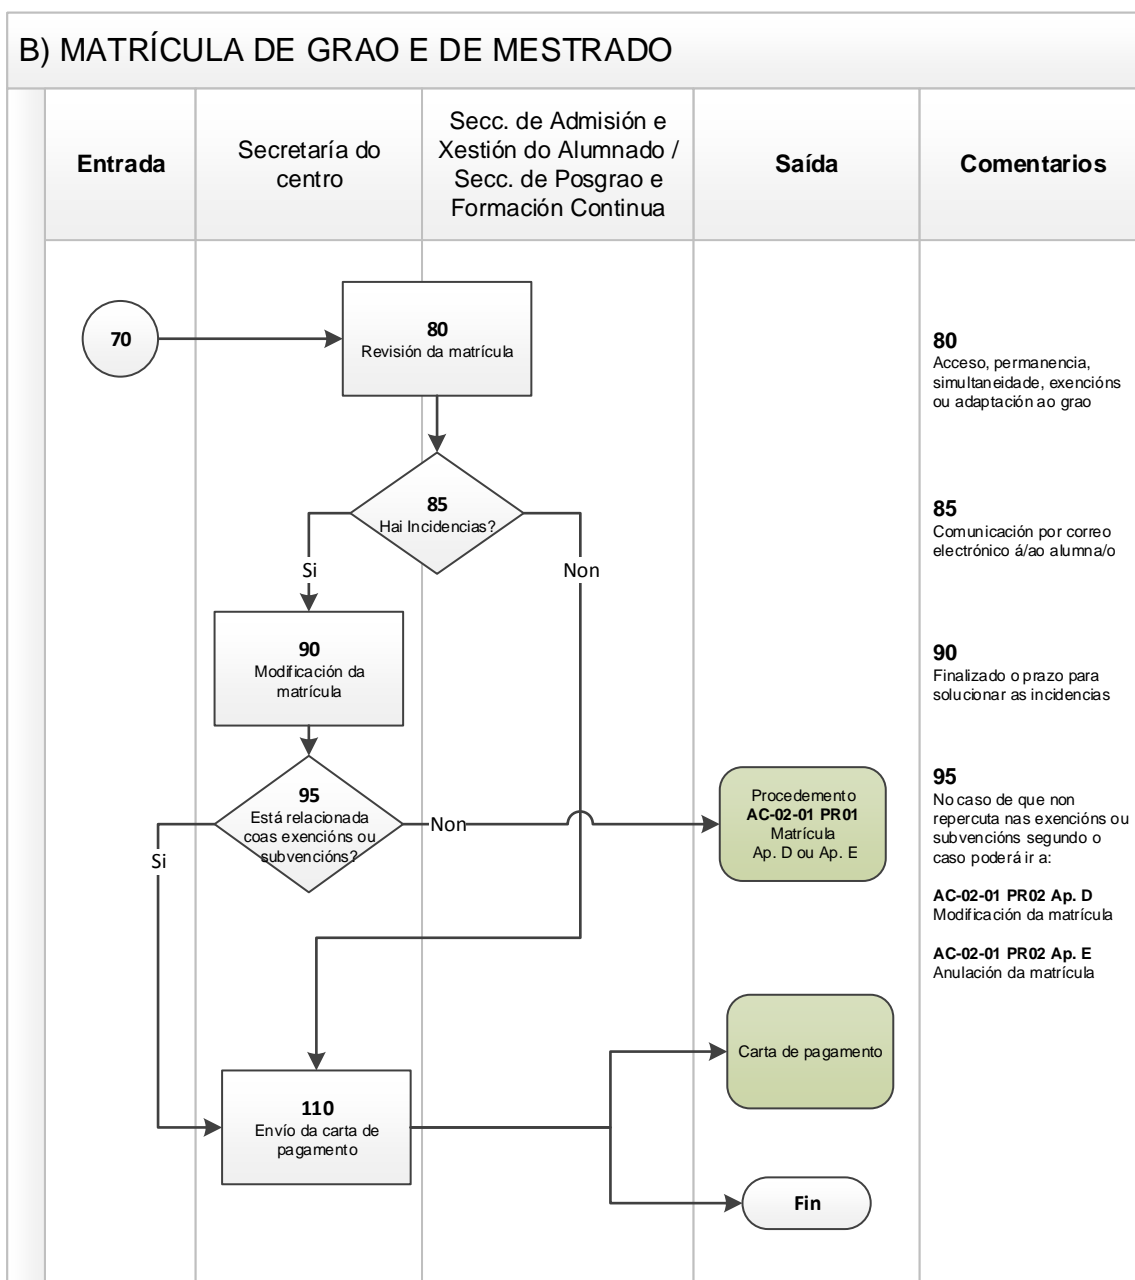 B) MATRÍCULA DE GRAO E DE MESTRADO
Entrada
Secretaría do
centro
Secc. de Admisión e
Xestión do Alumnado /
Secc. de Posgrao e
Formación Continua
Saída
Comentarios
70
80
Revisión da matrícula
80
Acceso, permanencia,
simultaneidade, exencións
ou adaptación ao grao
85
Hai Incidencias?
85
Comunicación por correo
electrónico á/ao alumna/o
Si
Non
90
Modificación da
matrícula
90
Finalizado o prazo para
solucionar as incidencias
95
Está relacionada
coas exencións ou
subvencións?
Non
Si
Procedemento
AC-02-01 PR01
Matrícula
Ap. D ou Ap. E
95
No caso de que non
repercuta nas exencións ou
subvencións segundo o
caso poderá ir a:
AC-02-01 PR02 Ap. D
Modificación da matrícula
AC-02-01 PR02 Ap. E
Anulación da matrícula
Carta de pagamento
110
Envío da carta de
pagamento
Fin